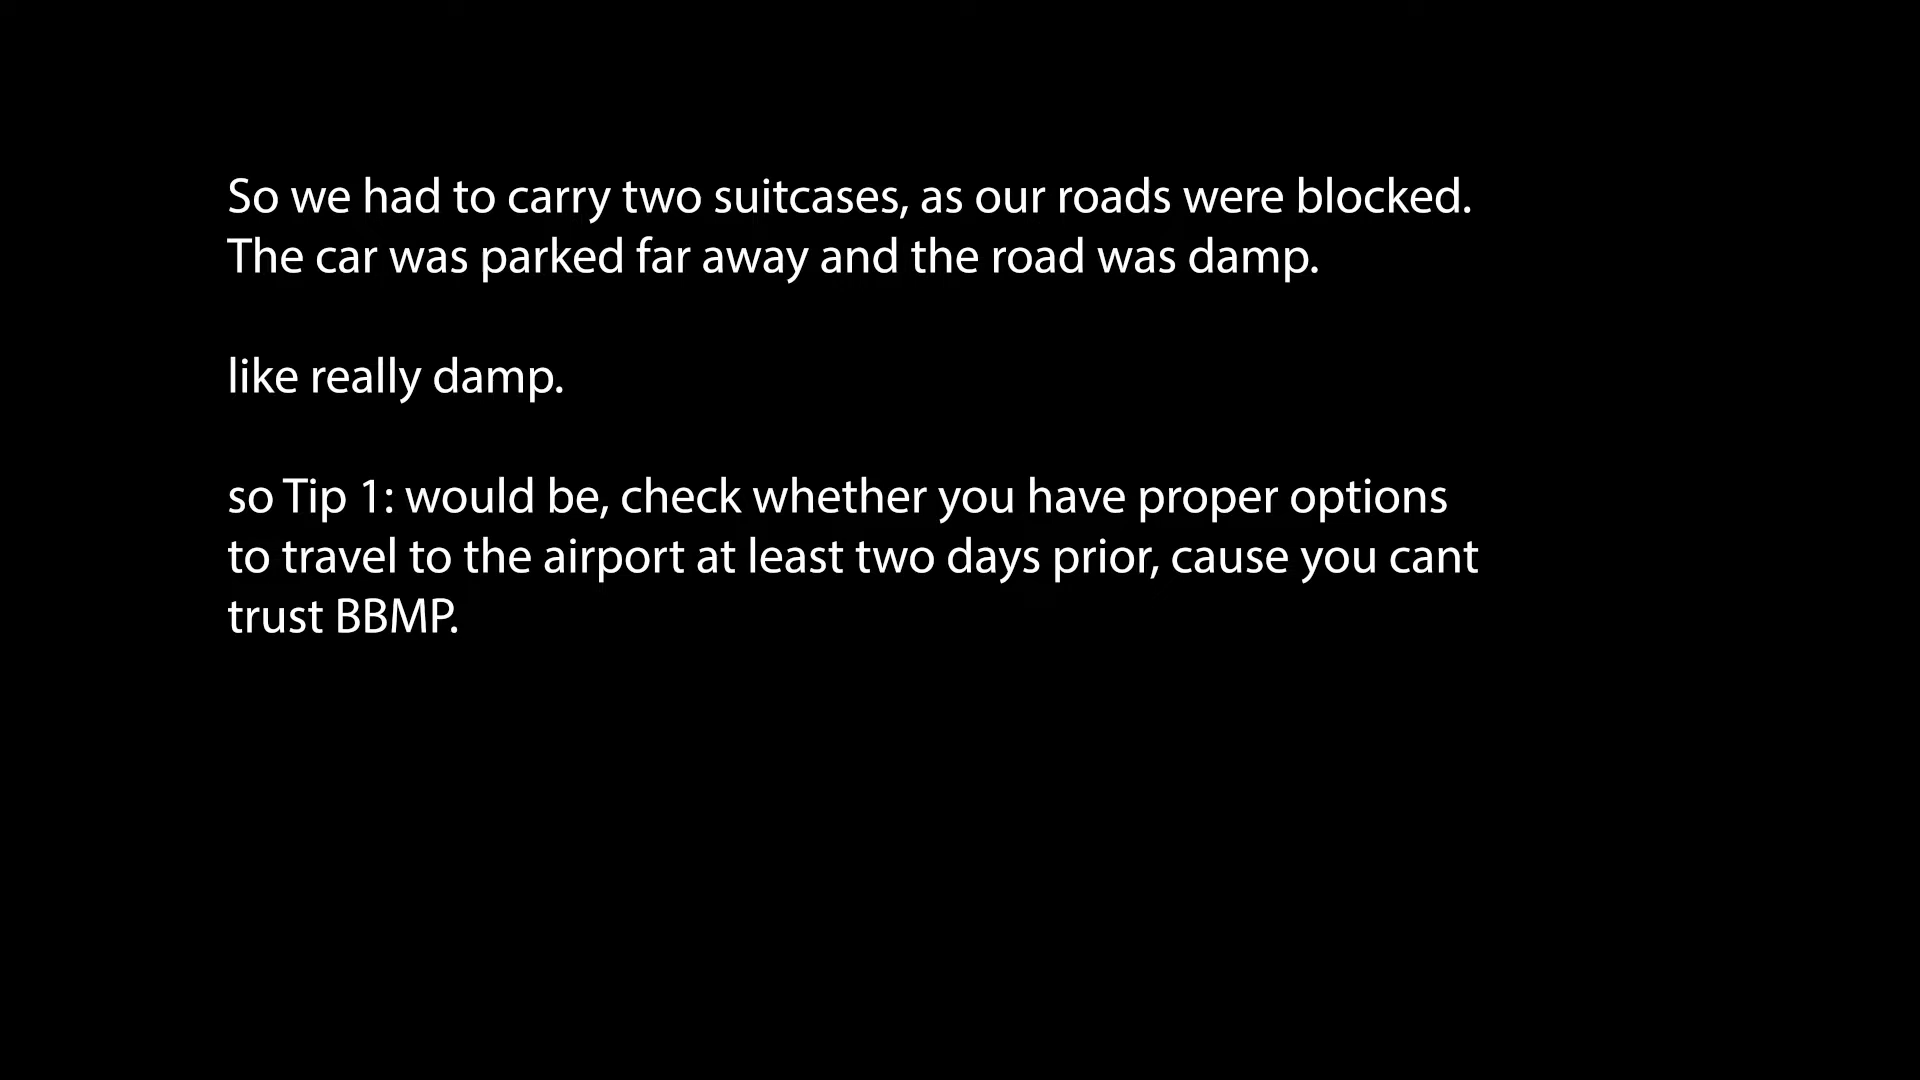 So we had to carry two suitcases, as our roads were blocked.
The car was parked far away and the road was damp.
like really damp.
so Tip 1: would be, check whether you have proper options
to travel to the airport at least two days prior, cause you cant
trust BBMP.